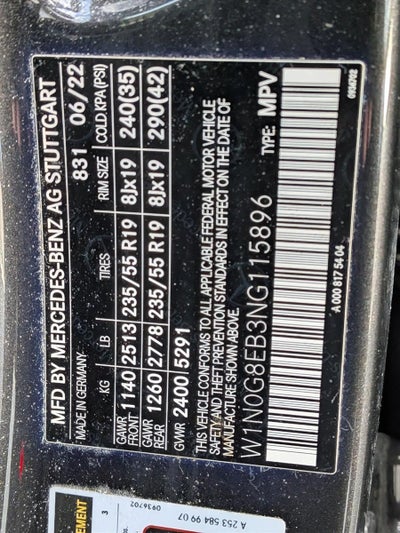 MFD BY MERCEDES-BENZ AG STUTTGART
MADE IN GERMANY 831 06/22
KG LB TIRES RIM SIZE COLD.KPA(PSI)
GAWR FRONT 1140 2513 235/55 R19 8Jx19 240(35)
GAWR REAR 1260 2778 235/55 R19 8Jx19 290(42)
GVWR 2400 5291
THIS VEHICLE CONFORMS TO ALL APPLICABLE FEDERAL MOTOR VEHICLE
SAFETY AND THEFT PREVENTION STANDARDS IN EFFECT ON THE DATE OF
MANUFACTURE SHOWN ABOVE.
W1N0G8EB3NG115896 TYPE: MPV
A 000 817 54 04
0936702
3
0936702
A 253 584 99 07